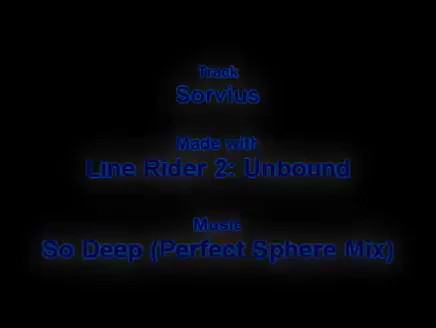 Track
Sorvius
Made with
Line Rider 2: Unbound
Music
So Deep (Perfect Sphere Mix)